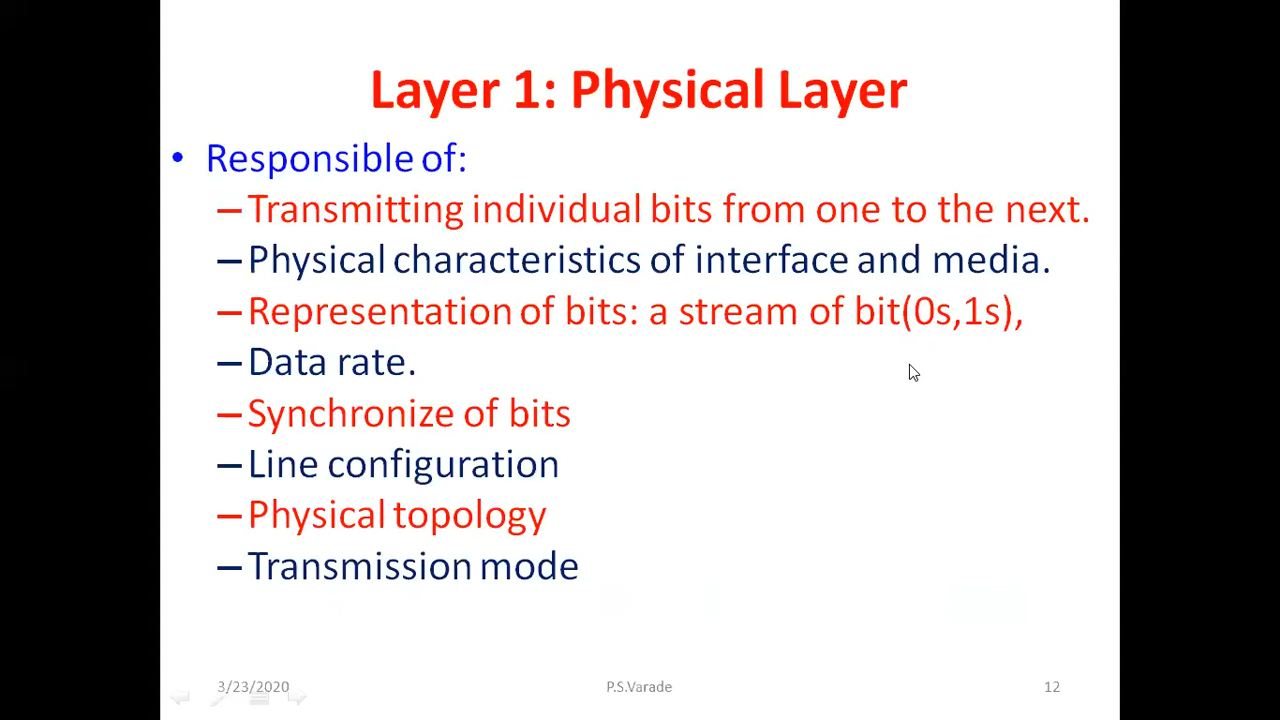 Layer 1: Physical Layer
• Responsible of:
–Transmitting individual bits from one to the next.
–Physical characteristics of interface and media.
–Representation of bits: a stream of bit(0s,1s),
–Data rate.
–Synchronize of bits
–Line configuration
–Physical topology
–Transmission mode
3/23/2020 P.S.Varade 12